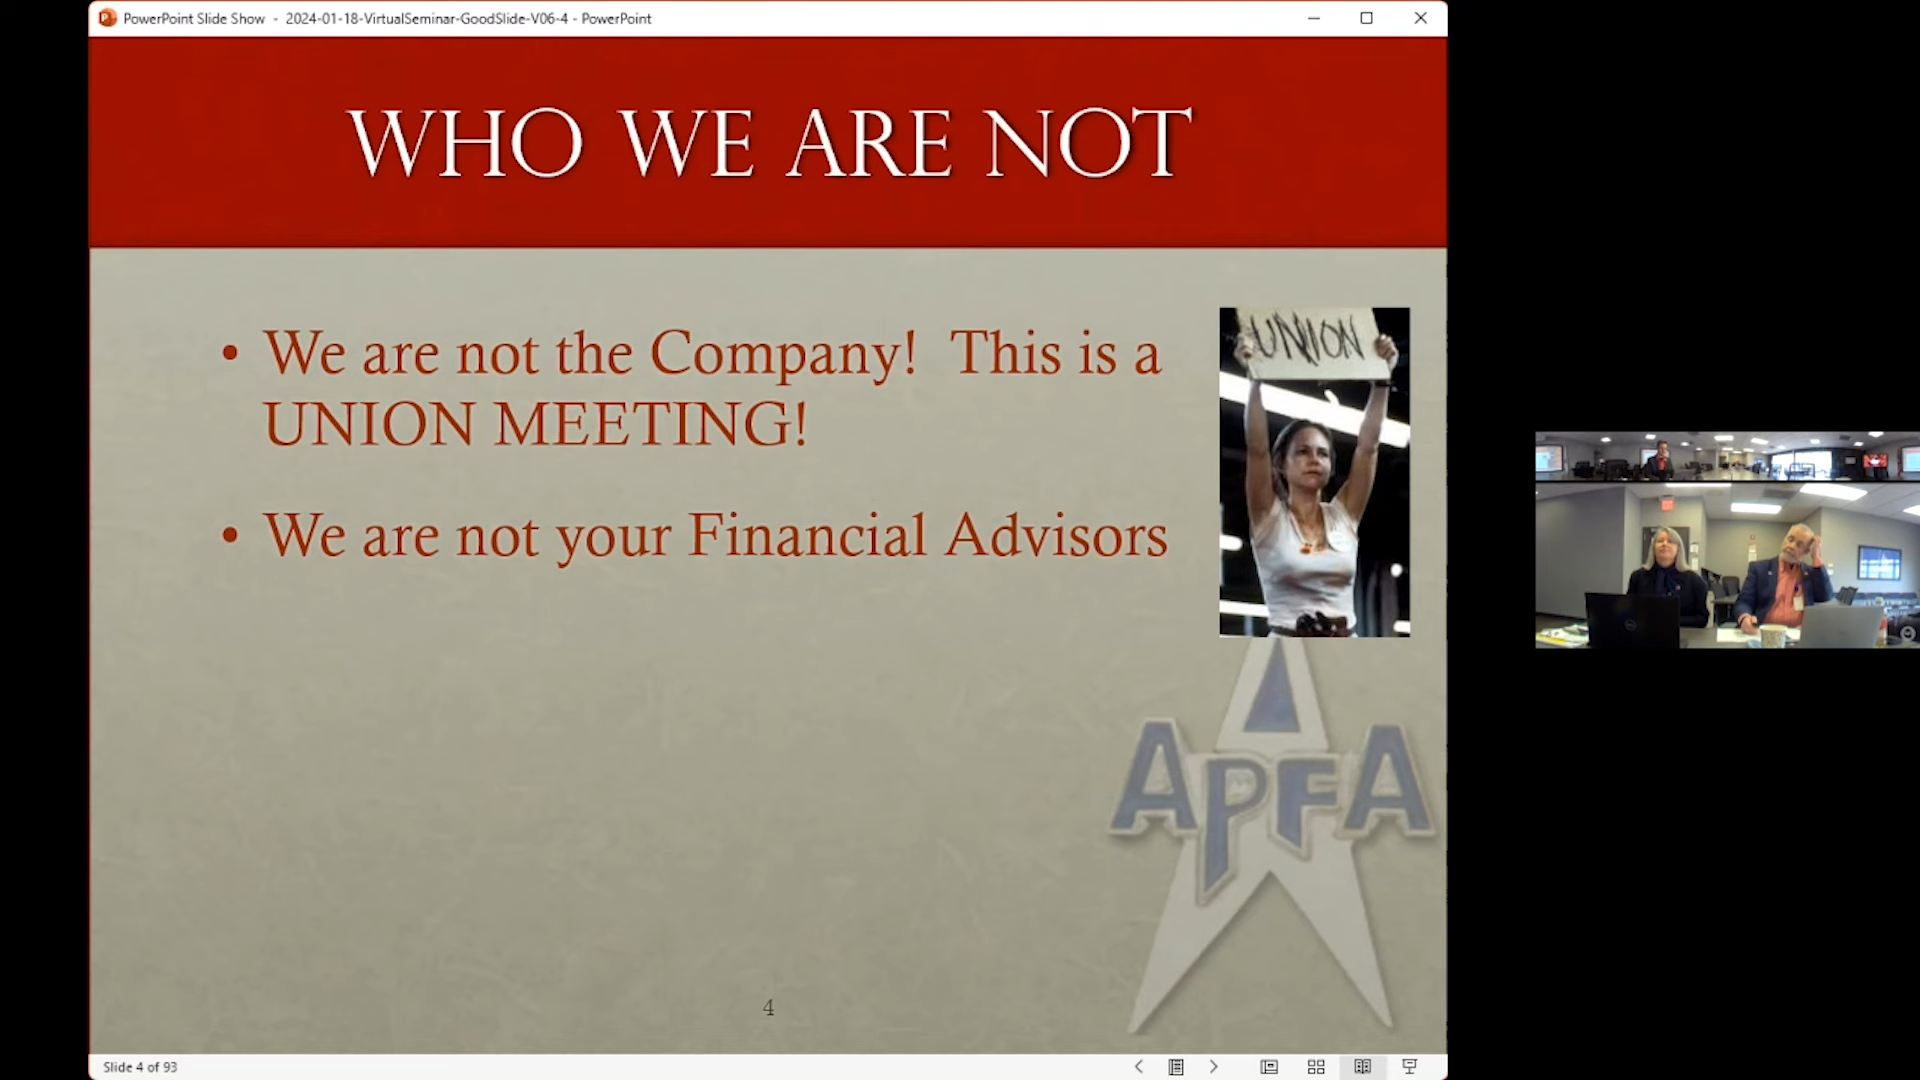 PowerPoint Slide Show - 2024-01-18-VirtualSeminar-GoodSlide-V06-4 - PowerPoint
WHO WE ARE NOT
• We are not the Company!  This is a
UNION MEETING!
• We are not your Financial Advisors
UNION
APFA
4
Slide 4 of 93